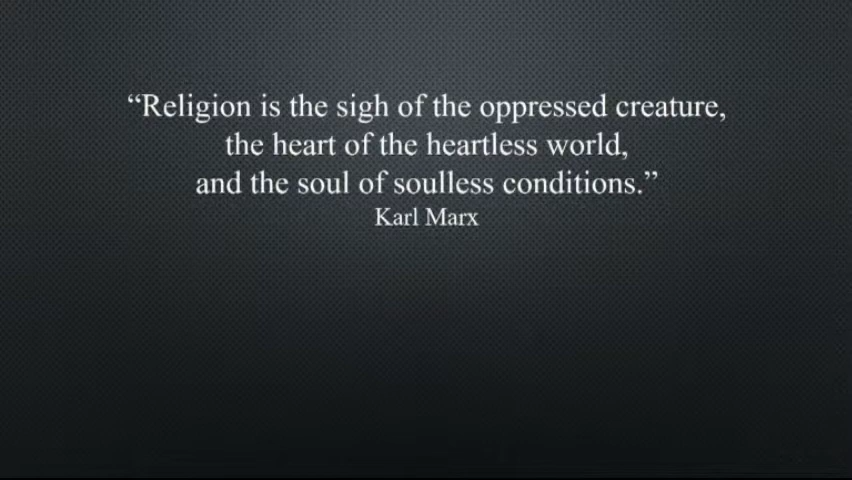 “Religion is the sigh of the oppressed creature,
the heart of the heartless world,
and the soul of soulless conditions.”
Karl Marx